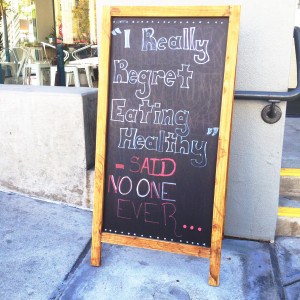 "I Really
Regret
Eating
Healthy"
- SAID
NO ONE
EVER...